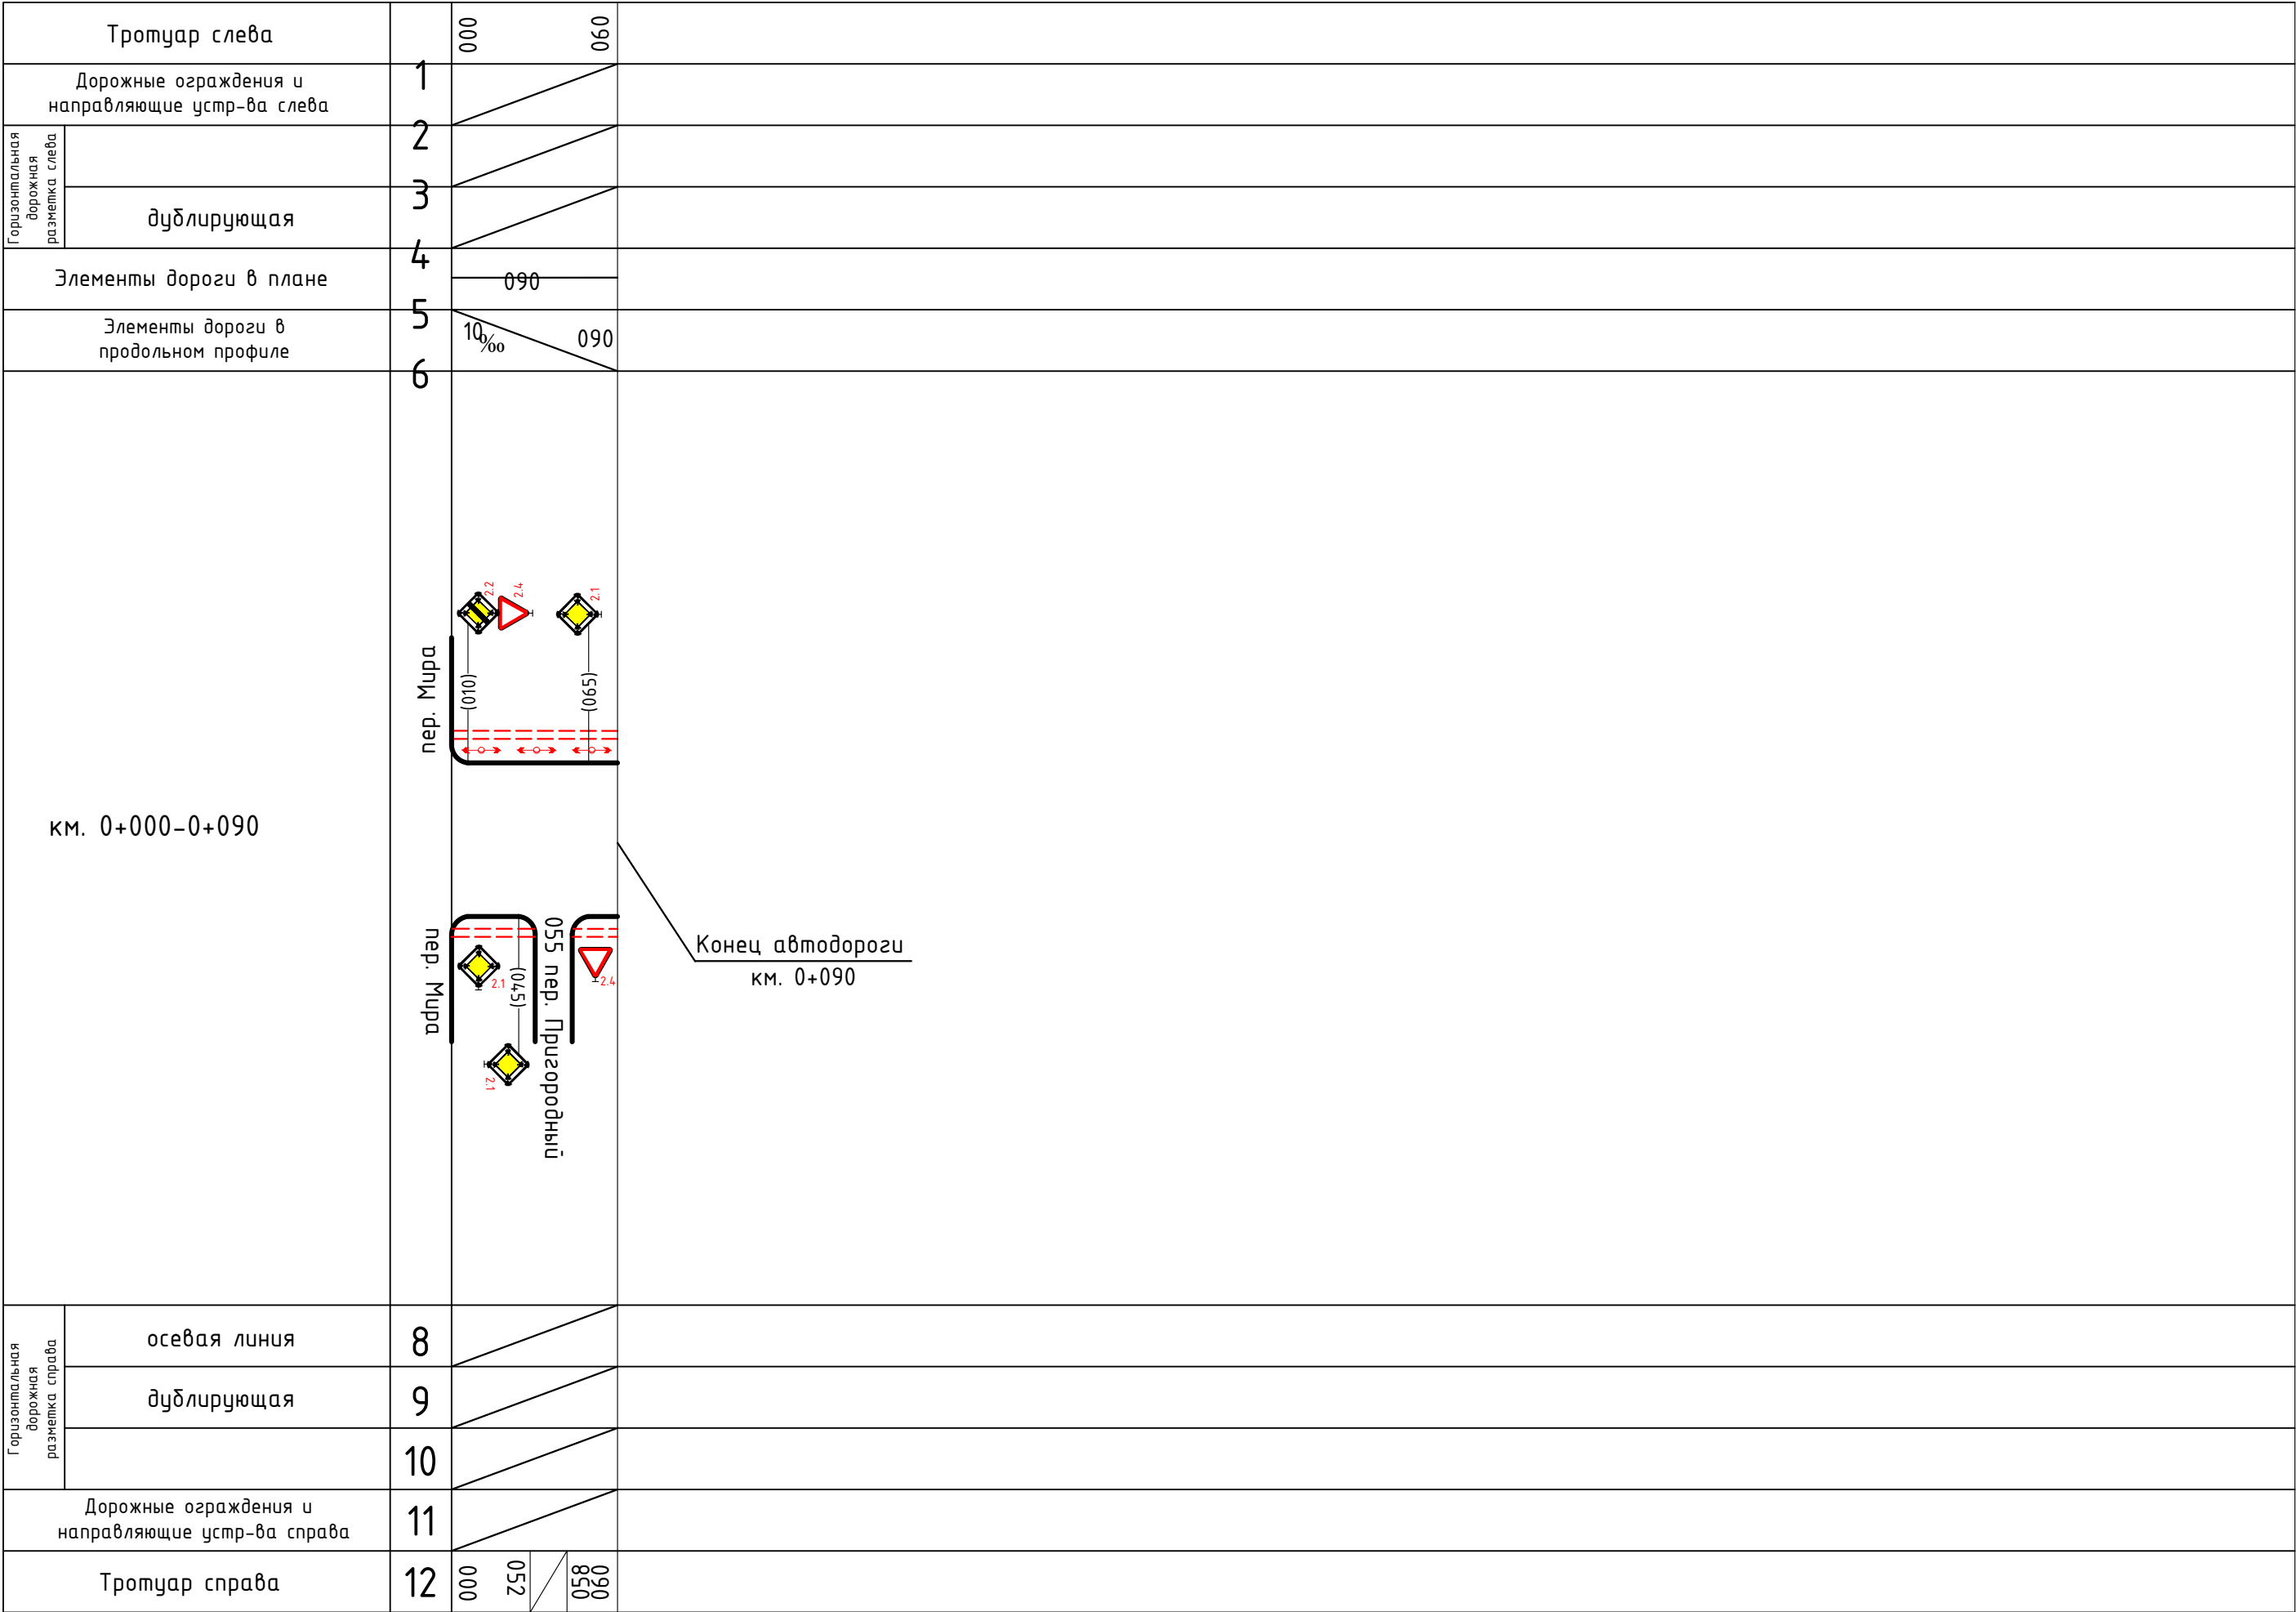 Тротуар слева
000
090
Дорожные ограждения и
направляющие устр-ва слева
1
Горизонтальная
дорожная
разметка слева
2
3
дублирующая
4
Элементы дороги в плане
090
5
Элементы дороги в
продольном профиле
10‰
090
6
2.2
2.4
2.1
пер. Мира
(010)
(065)
км. 0+000-0+090
пер. Мира
2.1
(045)
2.1
055 пер. Пригородный
2.4
Конец автодороги
км. 0+090
Горизонтальная
дорожная
разметка справа
осевая линия
8
дублирующая
9
10
Дорожные ограждения и
направляющие устр-ва справа
11
Тротуар справа
12
000
052
058
090